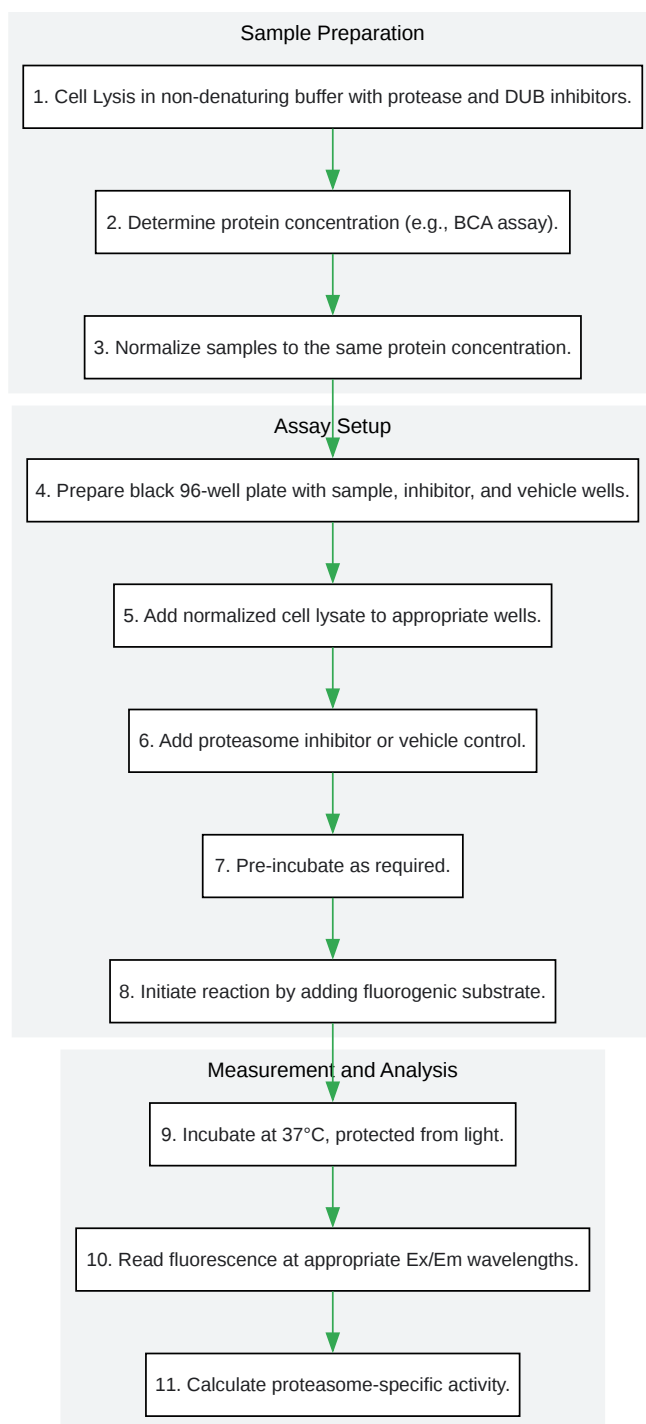 Sample Preparation
1. Cell Lysis in non-denaturing buffer with protease and DUB inhibitors.
2. Determine protein concentration (e.g., BCA assay).
3. Normalize samples to the same protein concentration.
Assay Setup
4. Prepare black 96-well plate with sample, inhibitor, and vehicle wells.
5. Add normalized cell lysate to appropriate wells.
6. Add proteasome inhibitor or vehicle control.
7. Pre-incubate as required.
8. Initiate reaction by adding fluorogenic substrate.
Measurement and Analysis
9. Incubate at 37°C, protected from light.
10. Read fluorescence at appropriate Ex/Em wavelengths.
11. Calculate proteasome-specific activity.